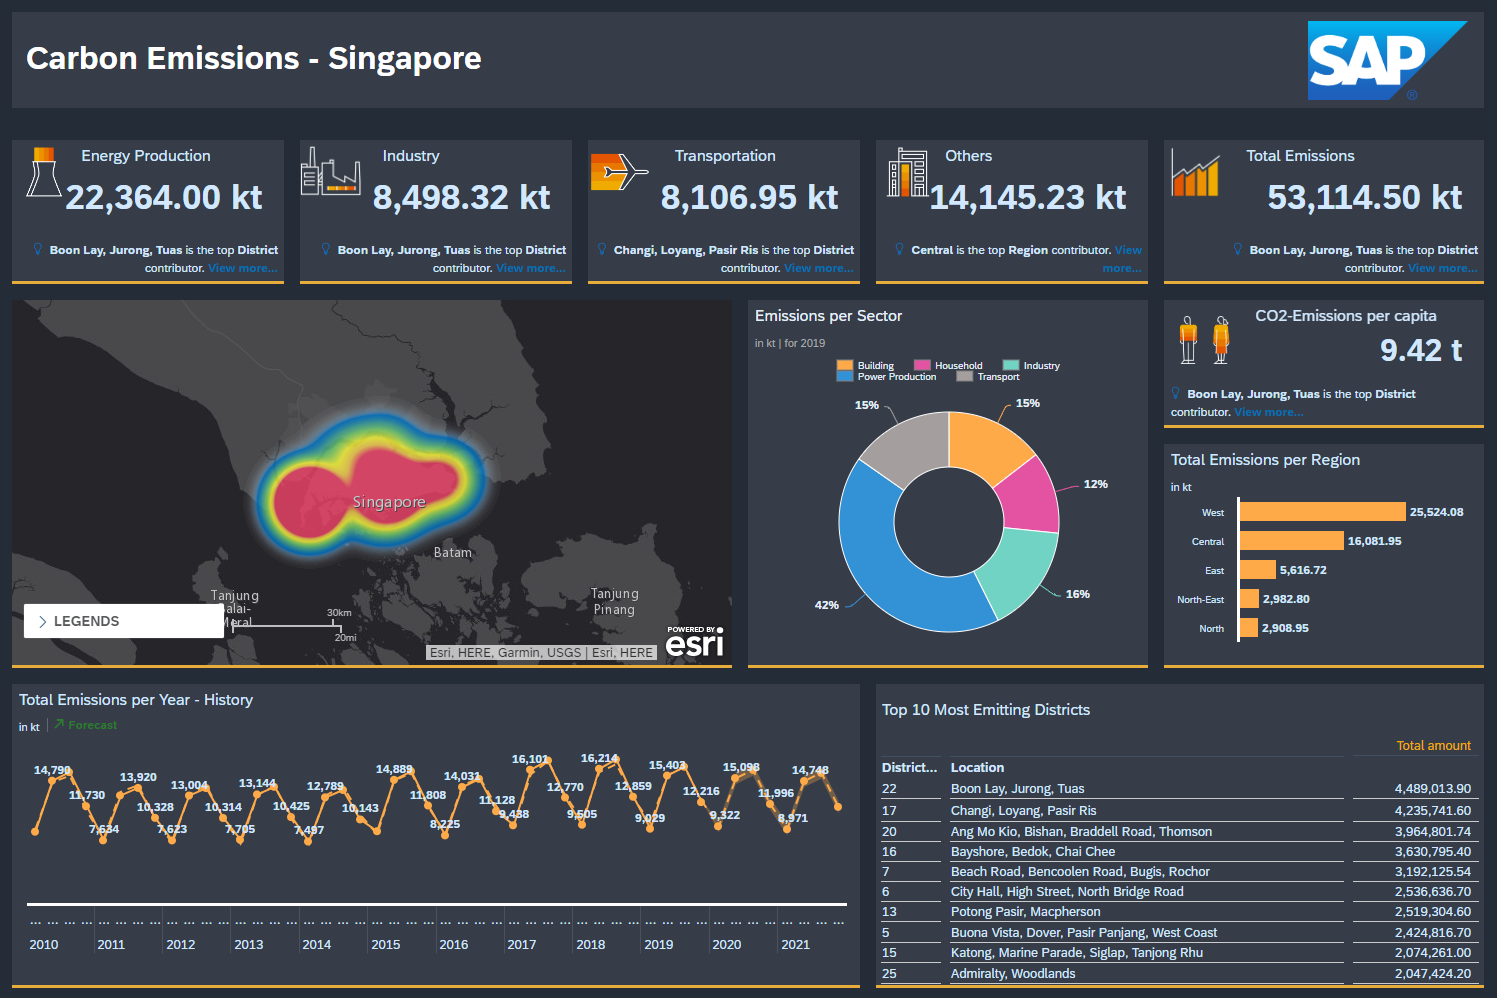 Carbon Emissions - Singapore
SAP
®
Energy Production
22,364.00 kt
Boon Lay, Jurong, Tuas is the top District
contributor. View more...
Industry
8,498.32 kt
Boon Lay, Jurong, Tuas is the top District
contributor. View more...
Transportation
8,106.95 kt
Changi, Loyang, Pasir Ris is the top District
contributor. View more...
Others
14,145.23 kt
Central is the top Region contributor. View
more...
Total Emissions
53,114.50 kt
Boon Lay, Jurong, Tuas is the top District
contributor. View more...
Singapore
Batam
Tanjung
Balai-
Meral
Tanjung
Pinang
LEGENDS
30km
20mi
POWERED BY
esri
Esri, HERE, Garmin, USGS | Esri, HERE
Emissions per Sector
in kt | for 2019
Building Household Industry
Power Production Transport
15% 15%
12%
16%
42%
CO2-Emissions per capita
9.42 t
Boon Lay, Jurong, Tuas is the top District
contributor. View more...
Total Emissions per Region
in kt
West 25,524.08
Central 16,081.95
East 5,616.72
North-East 2,982.80
North 2,908.95
Total Emissions per Year - History
in kt | Forecast
14,790 11,730 7,634 13,920 10,328 7,623 13,004 10,314 7,705 13,144 10,425 7,497 12,789 10,143 14,889 11,808 8,225 14,031 11,128 9,438 16,101 12,770 9,505 16,214 12,859 9,029 15,403 12,216 9,322 15,098 11,996 8,971 14,748
... ... ... ... ... ... ... ... ... ... ... ... ... ... ... ... ... ... ... ... ... ... ... ... ... ... ... ... ... ... ... ... ... ... ... ... ... ... ... ... ... ... ... ... ... ... ... ...
2010 2011 2012 2013 2014 2015 2016 2017 2018 2019 2020 2021
Top 10 Most Emitting Districts
Total amount
District... Location
22 Boon Lay, Jurong, Tuas 4,489,013.90
17 Changi, Loyang, Pasir Ris 4,235,741.60
20 Ang Mo Kio, Bishan, Braddell Road, Thomson 3,964,801.74
16 Bayshore, Bedok, Chai Chee 3,630,795.40
7 Beach Road, Bencoolen Road, Bugis, Rochor 3,192,125.54
6 City Hall, High Street, North Bridge Road 2,536,636.70
13 Potong Pasir, Macpherson 2,519,304.60
5 Buona Vista, Dover, Pasir Panjang, West Coast 2,424,816.70
15 Katong, Marine Parade, Siglap, Tanjong Rhu 2,074,261.00
25 Admiralty, Woodlands 2,047,424.20